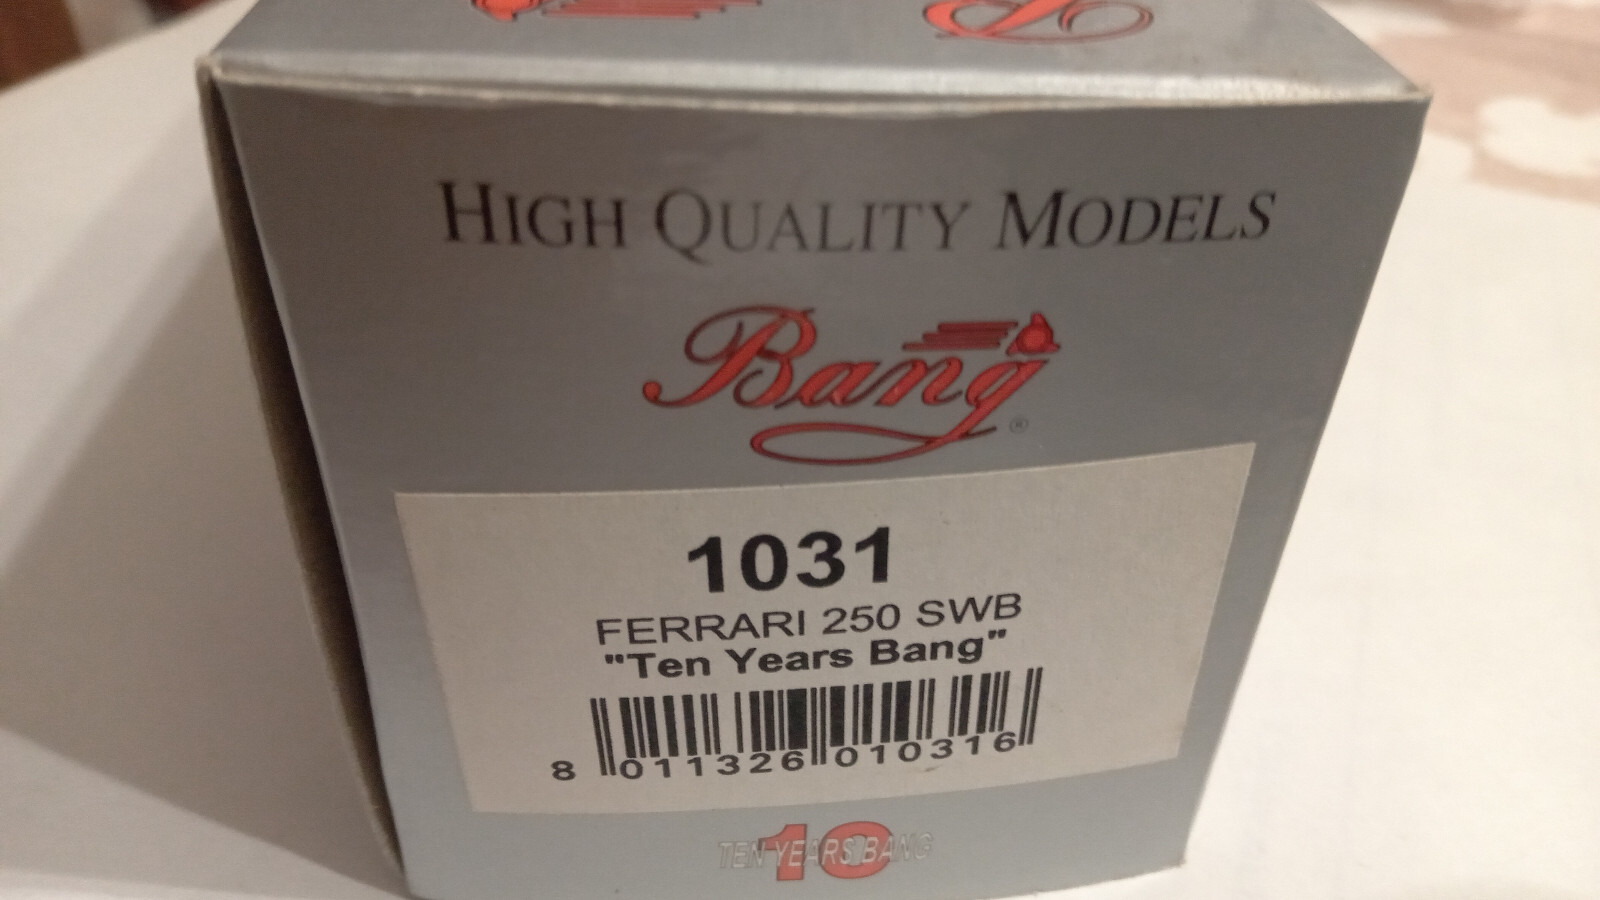 HIGH QUALITY MODELS
Bang
®
1031
FERRARI 250 SWB
"Ten Years Bang"
8 011326 010316
10
TEN YEARS BANG